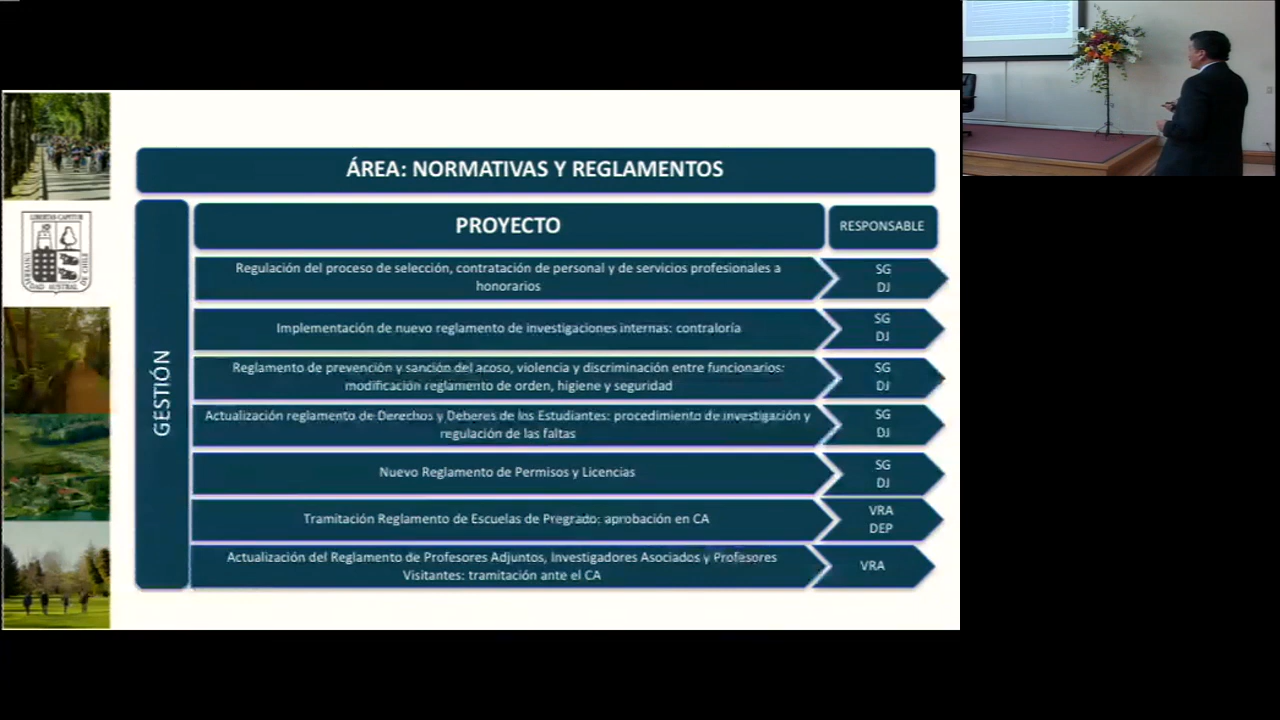 ÁREA: NORMATIVAS Y REGLAMENTOS
PROYECTO
RESPONSABLE
GESTIÓN
Regulación del proceso de selección, contratación de personal y de servicios profesionales a
honorarios
SG
DJ
Implementación de nuevo reglamento de investigaciones internas: contraloría
SG
DJ
Reglamento de prevención y sanción del acoso, violencia y discriminación entre funcionarios:
modificación reglamento de orden, higiene y seguridad
SG
DJ
Actualización reglamento de Derechos y Deberes de los Estudiantes: procedimiento de investigación y
regulación de las faltas
SG
DJ
Nuevo Reglamento de Permisos y Licencias
SG
DJ
Tramitación Reglamento de Escuelas de Pregrado: aprobación en CA
VRA
DEP
Actualización del Reglamento de Profesores Adjuntos, Investigadores Asociados y Profesores
Visitantes: tramitación ante el CA
VRA
LIBERTAS CAPITUR